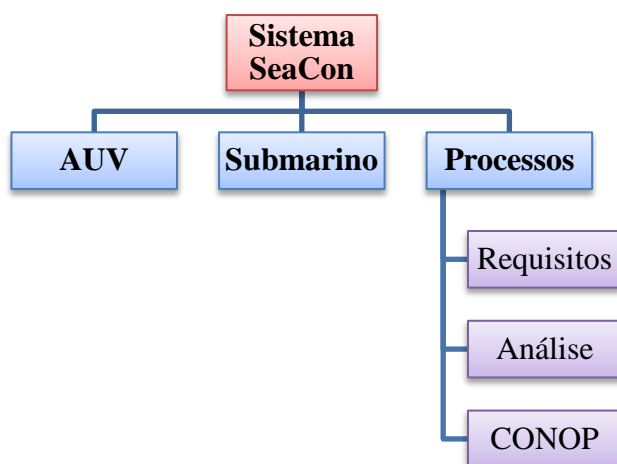 Sistema
SeaCon
AUV
Submarino
Processos
Requisitos
Análise
CONOP